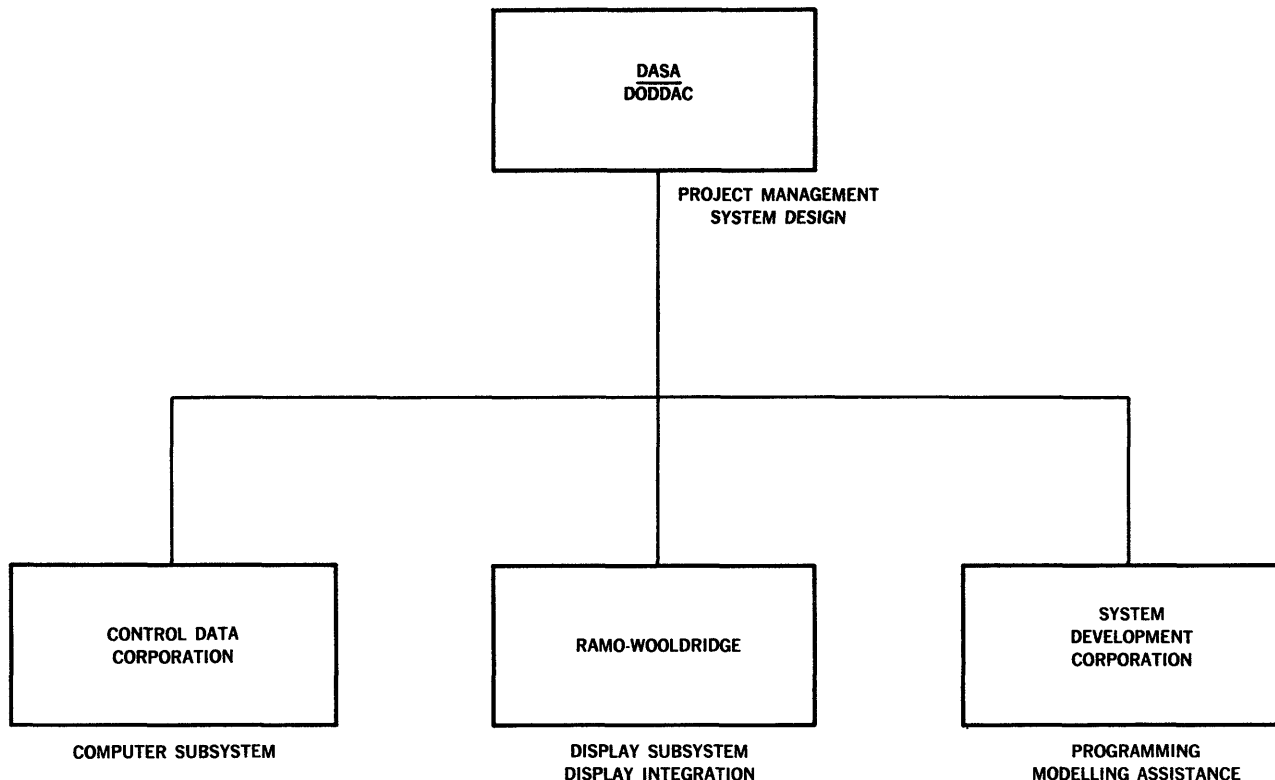 DASA
DODDAC
PROJECT MANAGEMENT
SYSTEM DESIGN
CONTROL DATA
CORPORATION
COMPUTER SUBSYSTEM
RAMO-WOOLDRIDGE
DISPLAY SUBSYSTEM
DISPLAY INTEGRATION
SYSTEM
DEVELOPMENT
CORPORATION
PROGRAMMING
MODELLING ASSISTANCE